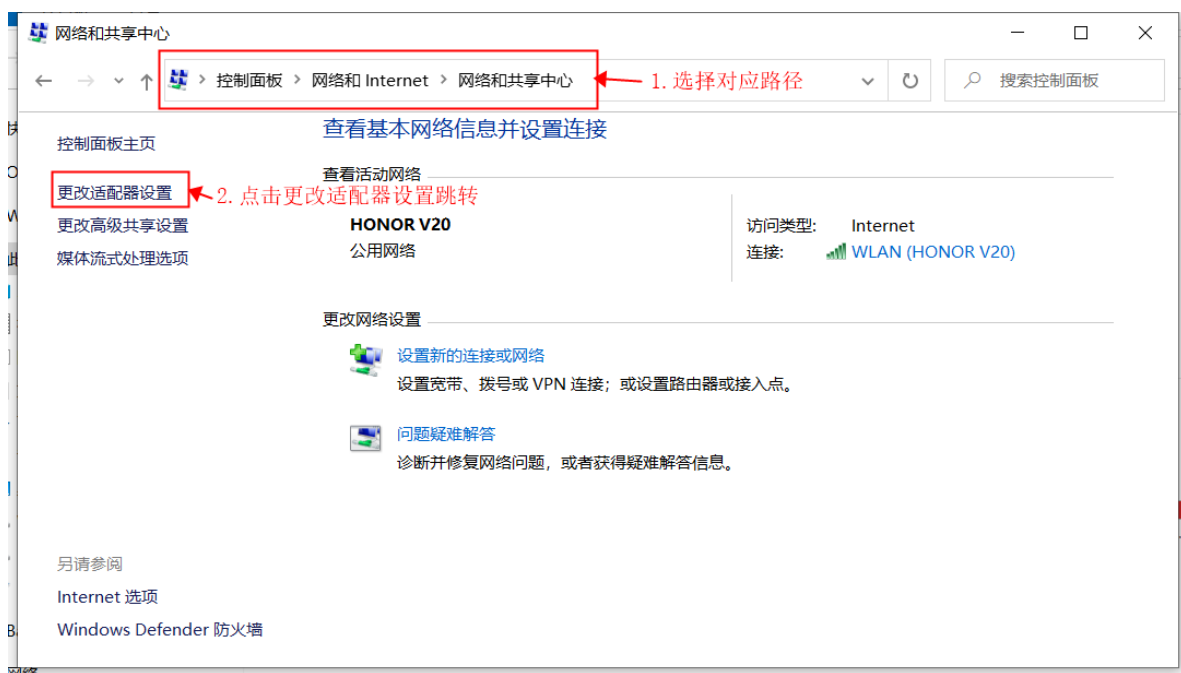 网络和共享中心
控制面板 > 网络和 Internet > 网络和共享中心 1.选择对应路径 搜索控制面板
控制面板主页
查看基本网络信息并设置连接
查看活动网络
更改适配器设置 2.点击更改适配器设置跳转
更改高级共享设置
媒体流式处理选项
HONOR V20
公用网络
访问类型: Internet
连接: WLAN (HONOR V20)
更改网络设置
设置新的连接或网络
设置宽带、拨号或 VPN 连接；或设置路由器或接入点。
问题疑难解答
诊断并修复网络问题，或者获得疑难解答信息。
另请参阅
Internet 选项
Windows Defender 防火墙